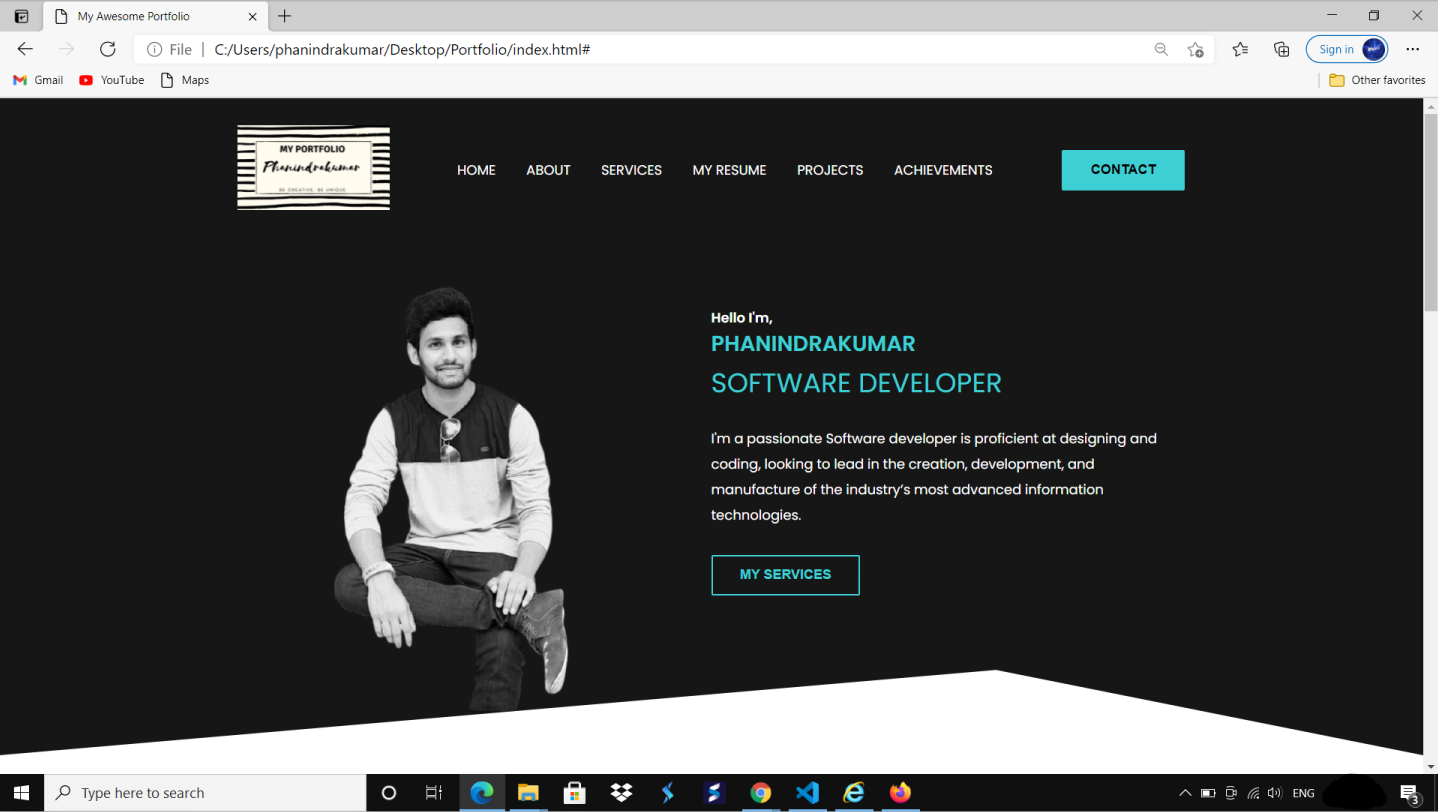 My Awesome Portfolio
File | C:/Users/phanindrakumar/Desktop/Portfolio/index.html#
Sign in
Gmail YouTube Maps Other favorites
MY PORTFOLIO
Phanindrakumar
BE CREATIVE, BE UNIQUE
HOME ABOUT SERVICES MY RESUME PROJECTS ACHIEVEMENTS CONTACT
Hello I'm,
PHANINDRAKUMAR
SOFTWARE DEVELOPER
I'm a passionate Software developer is proficient at designing and
coding, looking to lead in the creation, development, and
manufacture of the industry’s most advanced information
technologies.
MY SERVICES
Type here to search
ENG
3